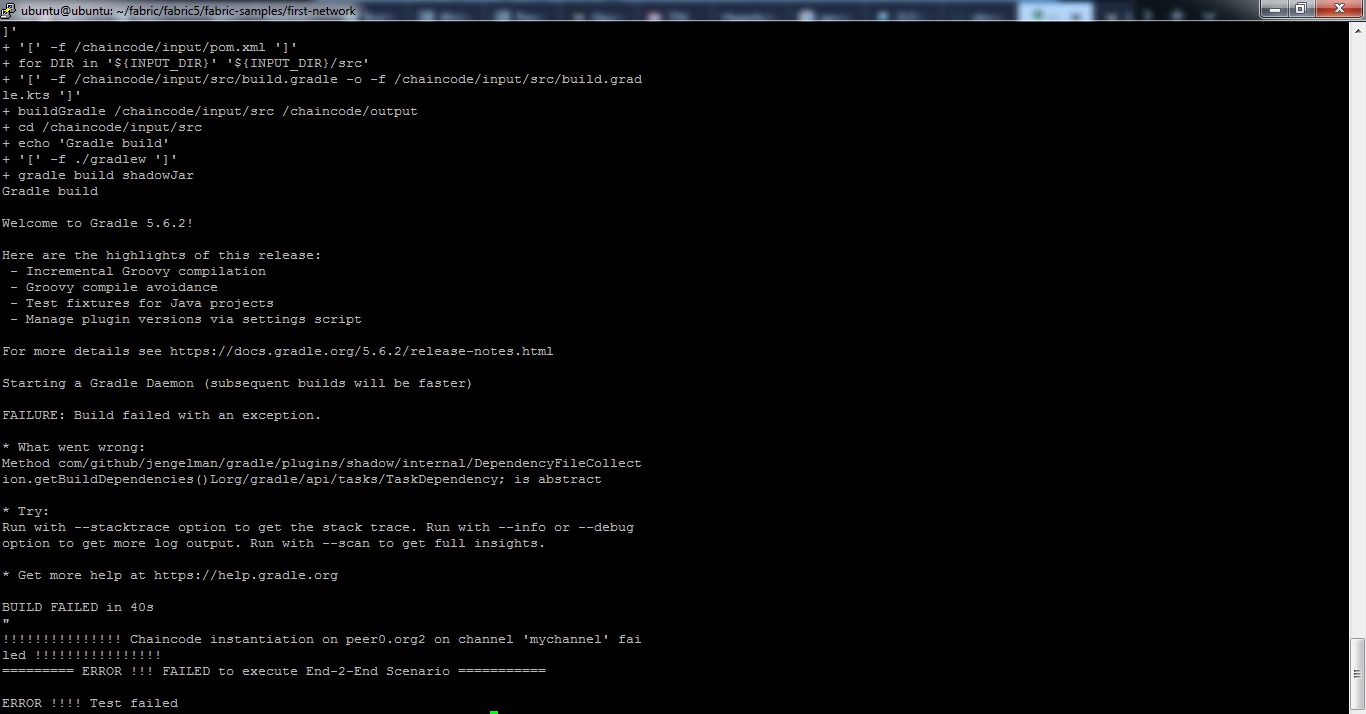 ubuntu@ubuntu: ~/fabric/fabric5/fabric-samples/first-network
]'
+ '[' -f /chaincode/input/pom.xml ']'
+ for DIR in '${INPUT_DIR}' '${INPUT_DIR}/src'
+ '[' -f /chaincode/input/src/build.gradle -o -f /chaincode/input/src/build.grad
le.kts ']'
+ buildGradle /chaincode/input/src /chaincode/output
+ cd /chaincode/input/src
+ echo 'Gradle build'
+ '[' -f ./gradlew ']'
+ gradle build shadowJar
Gradle build
Welcome to Gradle 5.6.2!
Here are the highlights of this release:
- Incremental Groovy compilation
- Groovy compile avoidance
- Test fixtures for Java projects
- Manage plugin versions via settings script
For more details see https://docs.gradle.org/5.6.2/release-notes.html
Starting a Gradle Daemon (subsequent builds will be faster)
FAILURE: Build failed with an exception.
* What went wrong:
Method com/github/jengelman/gradle/plugins/shadow/internal/DependencyFileCollect
ion.getBuildDependencies()Lorg/gradle/api/tasks/TaskDependency; is abstract
* Try:
Run with --stacktrace option to get the stack trace. Run with --info or --debug
option to get more log output. Run with --scan to get full insights.
* Get more help at https://help.gradle.org
BUILD FAILED in 40s
"
!!!!!!!!!!!!!!! Chaincode instantiation on peer0.org2 on channel 'mychannel' fai
led !!!!!!!!!!!!!!!!
========= ERROR !!! FAILED to execute End-2-End Scenario ===========
ERROR !!!! Test failed